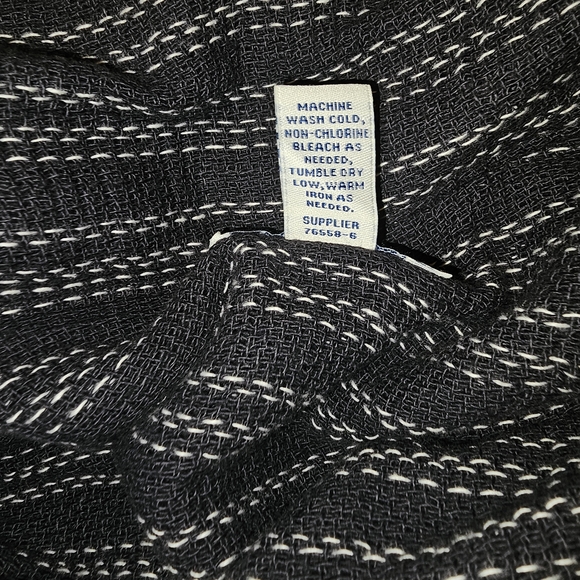 MACHINE
WASH COLD,
NON-CHLORINE
BLEACH AS
NEEDED,
TUMBLE DRY
LOW, WARM
IRON AS
NEEDED.
SUPPLIER
76558-6